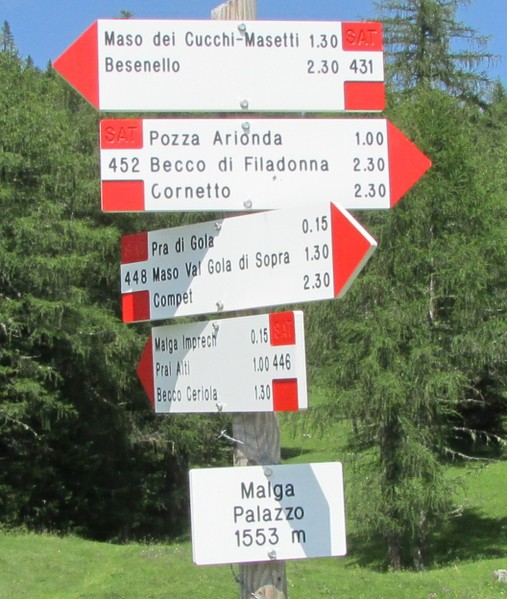 Maso dei Cucchi-Masetti 1.30 SAT
Besenello 2.30 431
SAT Pozza Arionda 1.00
452 Becco di Filadonna 2.30
Cornetto 2.30
SAT Pra di Gola 0.15
448 Maso Val Gola di Sopra 1.30
Compet 2.30
Malga Imprech 0.15 SAT
Prai Alti 1.00 446
Becco Ceriola 1.30
Malga
Palazzo
1553 m